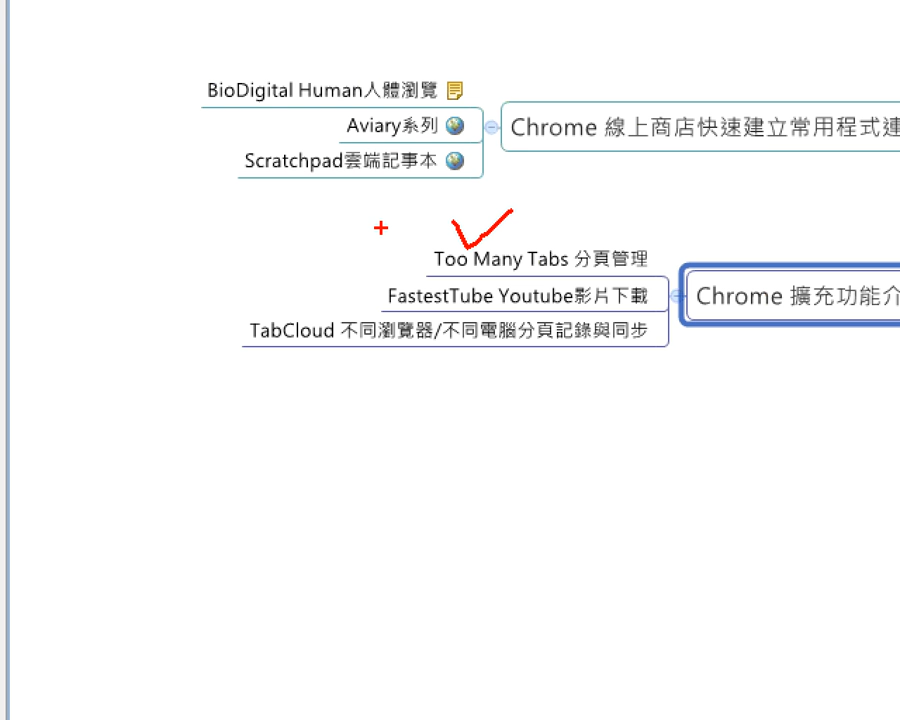 BioDigital Human人體瀏覽
Aviary系列
Scratchpad雲端記事本
Chrome 線上商店快速建立常用程式連
Too Many Tabs 分頁管理
FastestTube Youtube影片下載
TabCloud 不同瀏覽器/不同電腦分頁記錄與同步
Chrome 擴充功能介